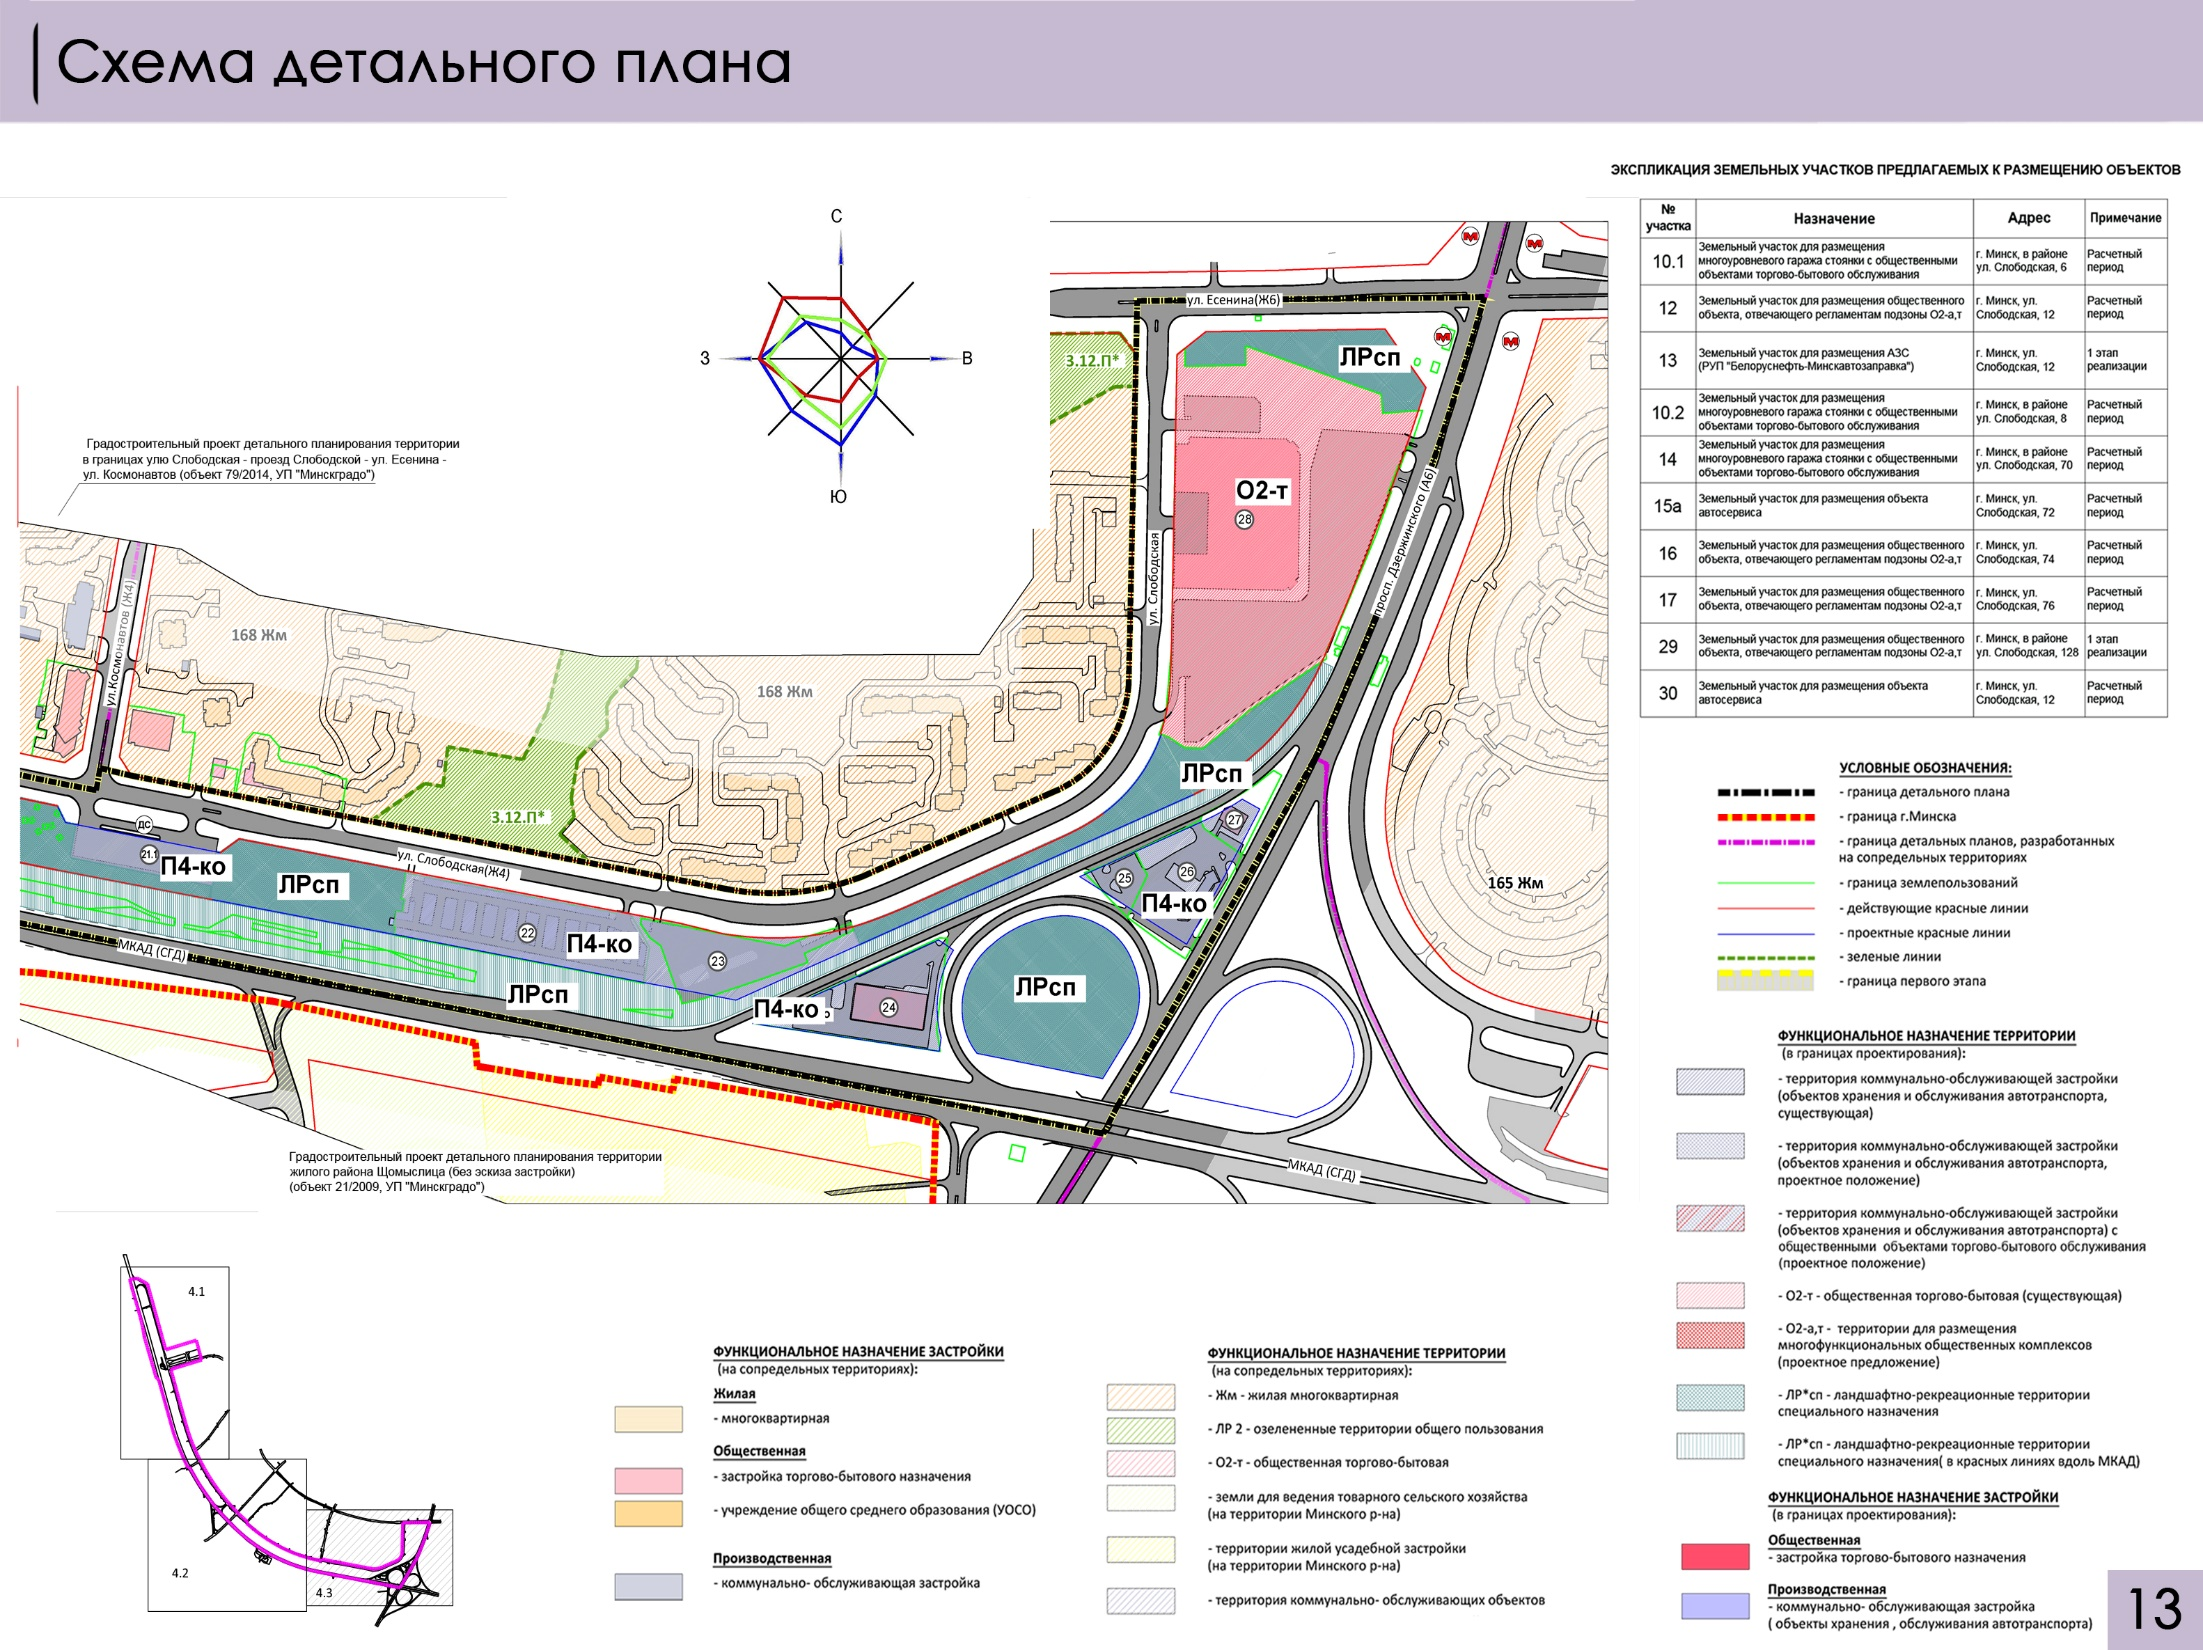 Схема детального плана
ЭКСПЛИКАЦИЯ ЗЕМЕЛЬНЫХ УЧАСТКОВ ПРЕДЛАГАЕМЫХ К РАЗМЕЩЕНИЮ ОБЪЕКТОВ
№ участка Назначение Адрес Примечание
10.1 Земельный участок для размещения многоуровневого гаража стоянки с общественными объектами торгово-бытового обслуживания г. Минск, в районе ул. Слободская, 6 Расчетный период
12 Земельный участок для размещения общественного объекта, отвечающего регламентам подзоны О2-а,т г. Минск, ул. Слободская, 12 Расчетный период
13 Земельный участок для размещения АЗС (РУП "Белоруснефть-Минскавтозаправка") г. Минск, ул. Слободская, 12 1 этап реализации
10.2 Земельный участок для размещения многоуровневого гаража стоянки с общественными объектами торгово-бытового обслуживания г. Минск, в районе ул. Слободская, 8 Расчетный период
14 Земельный участок для размещения многоуровневого гаража стоянки с общественными объектами торгово-бытового обслуживания г. Минск, в районе ул. Слободская, 70 Расчетный период
15а Земельный участок для размещения объекта автосервиса г. Минск, ул. Слободская, 72 Расчетный период
16 Земельный участок для размещения общественного объекта, отвечающего регламентам подзоны О2-а,т г. Минск, ул. Слободская, 74 Расчетный период
17 Земельный участок для размещения общественного объекта, отвечающего регламентам подзоны О2-а,т г. Минск, ул. Слободская, 76 Расчетный период
29 Земельный участок для размещения общественного объекта, отвечающего регламентам подзоны О2-а,т г. Минск, в районе ул. Слободская, 128 1 этап реализации
30 Земельный участок для размещения объекта автосервиса г. Минск, ул. Слободская, 12 Расчетный период
С
З
В
Ю
Градостроительный проект детального планирования территории
в границах улю Слободская - проезд Слободской - ул. Есенина -
ул. Космонавтов (объект 79/2014, УП "Минскградо")
М
М
М
М
ул. Есенина(Ж6)
3.12.П*
ЛРсп
О2-т
28
просп. Дзержинского (А6)
ул. Слободская
ул.Космонавтов (Ж4)
168 Жм
168 Жм
3.12.П*
ЛРсп
ДС
21.1
П4-ко
ЛРсп
ул. Слободская(Ж4)
27
26
25
П4-ко
165 Жм
22
П4-ко
23
МКАД (СГД)
ЛРсп
П4-ко
24
ЛРсп
МКАД (СГД)
Градостроительный проект детального планирования территории
жилого района Щомыслица (без эскиза застройки)
(объект 21/2009, УП "Минскградо")
УСЛОВНЫЕ ОБОЗНАЧЕНИЯ:
- граница детального плана
- граница г.Минска
- граница детальных планов, разработанных
на сопредельных территориях
- граница землепользований
- действующие красные линии
- проектные красные линии
- зеленые линии
- граница первого этапа
ФУНКЦИОНАЛЬНОЕ НАЗНАЧЕНИЕ ТЕРРИТОРИИ
(в границах проектирования):
- территория коммунально-обслуживающей застройки
(объектов хранения и обслуживания автотранспорта,
существующая)
- территория коммунально-обслуживающей застройки
(объектов хранения и обслуживания автотранспорта,
проектное положение)
- территория коммунально-обслуживающей застройки
(объектов хранения и обслуживания автотранспорта) с
общественными объектами торгово-бытового обслуживания
(проектное положение)
- О2-т - общественная торгово-бытовая (существующая)
- О2-а,т - территории для размещения
многофункциональных общественных комплексов
(проектное предложение)
- ЛР*сп - ландшафтно-рекреационные территории
специального назначения
- ЛР*сп - ландшафтно-рекреационные территории
специального назначения( в красных линиях вдоль МКАД)
ФУНКЦИОНАЛЬНОЕ НАЗНАЧЕНИЕ ЗАСТРОЙКИ
(в границах проектирования):
Общественная
- застройка торгово-бытового назначения
Производственная
- коммунально- обслуживающая застройка
( объекты хранения , обслуживания автотранспорта)
4.1
4.2
4.3
ФУНКЦИОНАЛЬНОЕ НАЗНАЧЕНИЕ ЗАСТРОЙКИ
(на сопредельных территориях):
Жилая
- многоквартирная
Общественная
- застройка торгово-бытового назначения
- учреждение общего среднего образования (УОСО)
Производственная
- коммунально- обслуживающая застройка
ФУНКЦИОНАЛЬНОЕ НАЗНАЧЕНИЕ ТЕРРИТОРИИ
(на сопредельных территориях):
- Жм - жилая многоквартирная
- ЛР 2 - озелененные территории общего пользования
- О2-т - общественная торгово-бытовая
- земли для ведения товарного сельского хозяйства
(на территории Минского р-на)
- территории жилой усадебной застройки
(на территории Минского р-на)
- территория коммунально- обслуживающих объектов
13